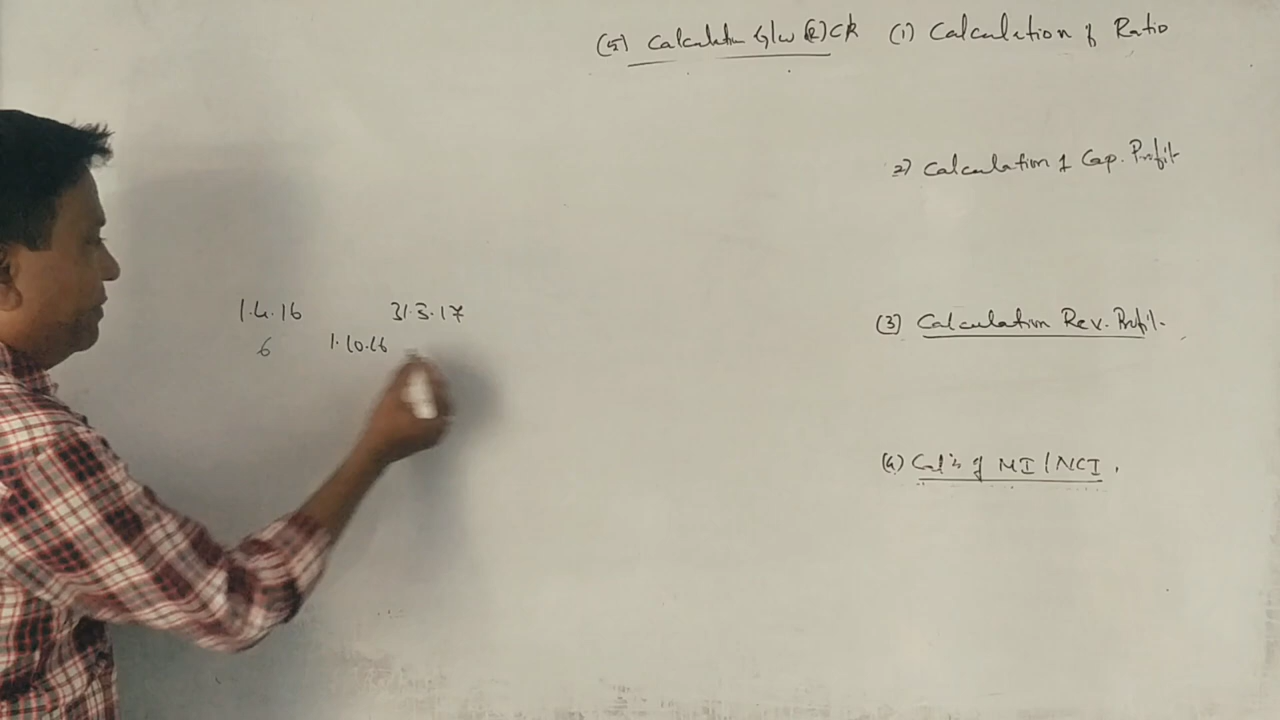 (5) Calculation G/w (R) CR
(1) Calculation of Ratio
2) Calculation of Cap. Profit
1.4.16 31.3.17
6 1.10.16
(3) Calculation Rev. Profit.
(4) Cal's of MI/NCI.